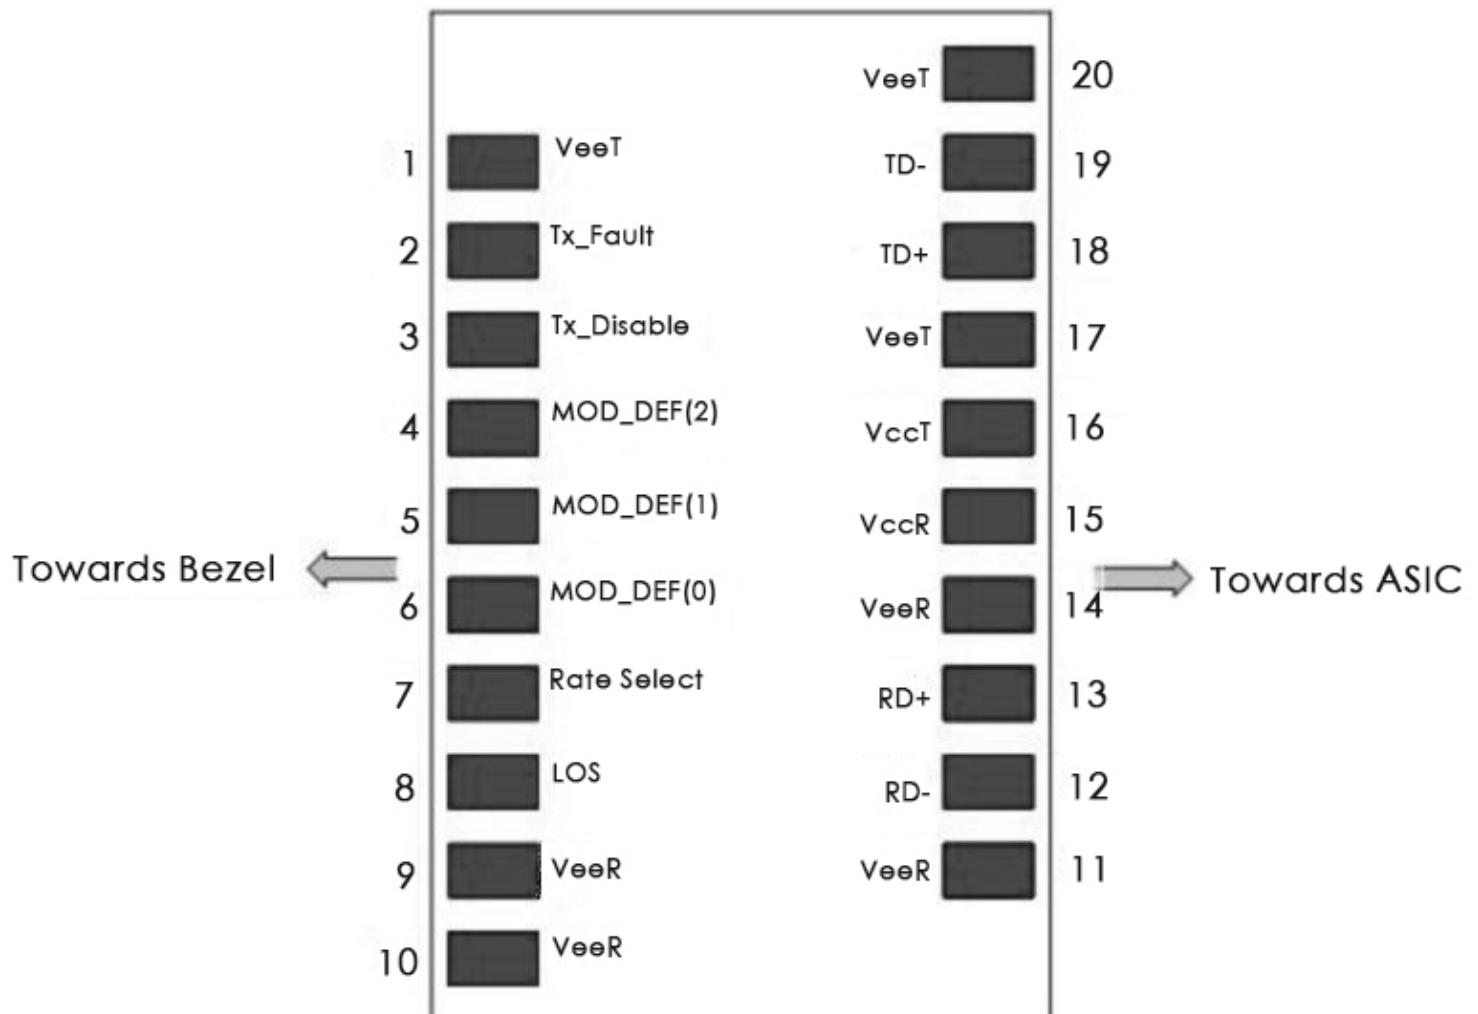 VeeT 20
1 VeeT TD- 19
2 Tx_Fault TD+ 18
3 Tx_Disable VeeT 17
4 MOD_DEF(2) VccT 16
5 MOD_DEF(1) VccR 15
Towards Bezel Towards ASIC
6 MOD_DEF(0) VeeR 14
7 Rate Select RD+ 13
8 LOS RD- 12
9 VeeR VeeR 11
10 VeeR